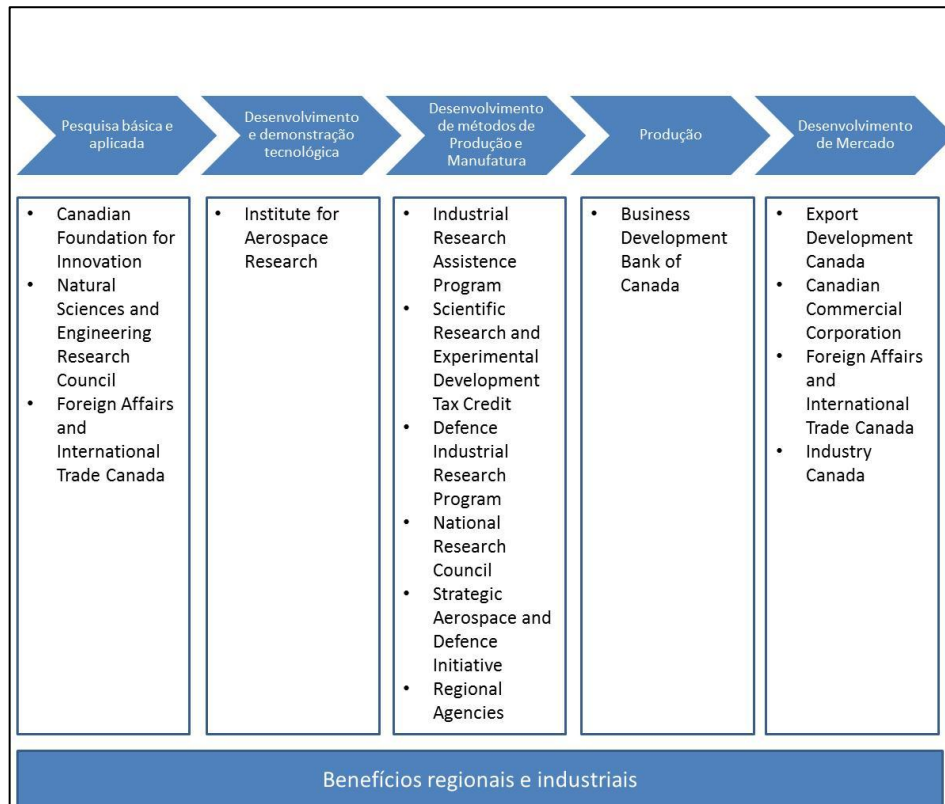 Pesquisa básica e
aplicada
Desenvolvimento
e demonstração
tecnológica
Desenvolvimento
de métodos de
Produção e
Manufatura
Produção
Desenvolvimento
de Mercado
• Canadian
Foundation for
Innovation
• Natural
Sciences and
Engineering
Research
Council
• Foreign Affairs
and
International
Trade Canada
• Institute for
Aerospace
Research
• Industrial
Research
Assistence
Program
• Scientific
Research and
Experimental
Development
Tax Credit
• Defence
Industrial
Research
Program
• National
Research
Council
• Strategic
Aerospace and
Defence
Initiative
• Regional
Agencies
• Business
Development
Bank of
Canada
• Export
Development
Canada
• Canadian
Commercial
Corporation
• Foreign Affairs
and
International
Trade Canada
• Industry
Canada
Benefícios regionais e industriais